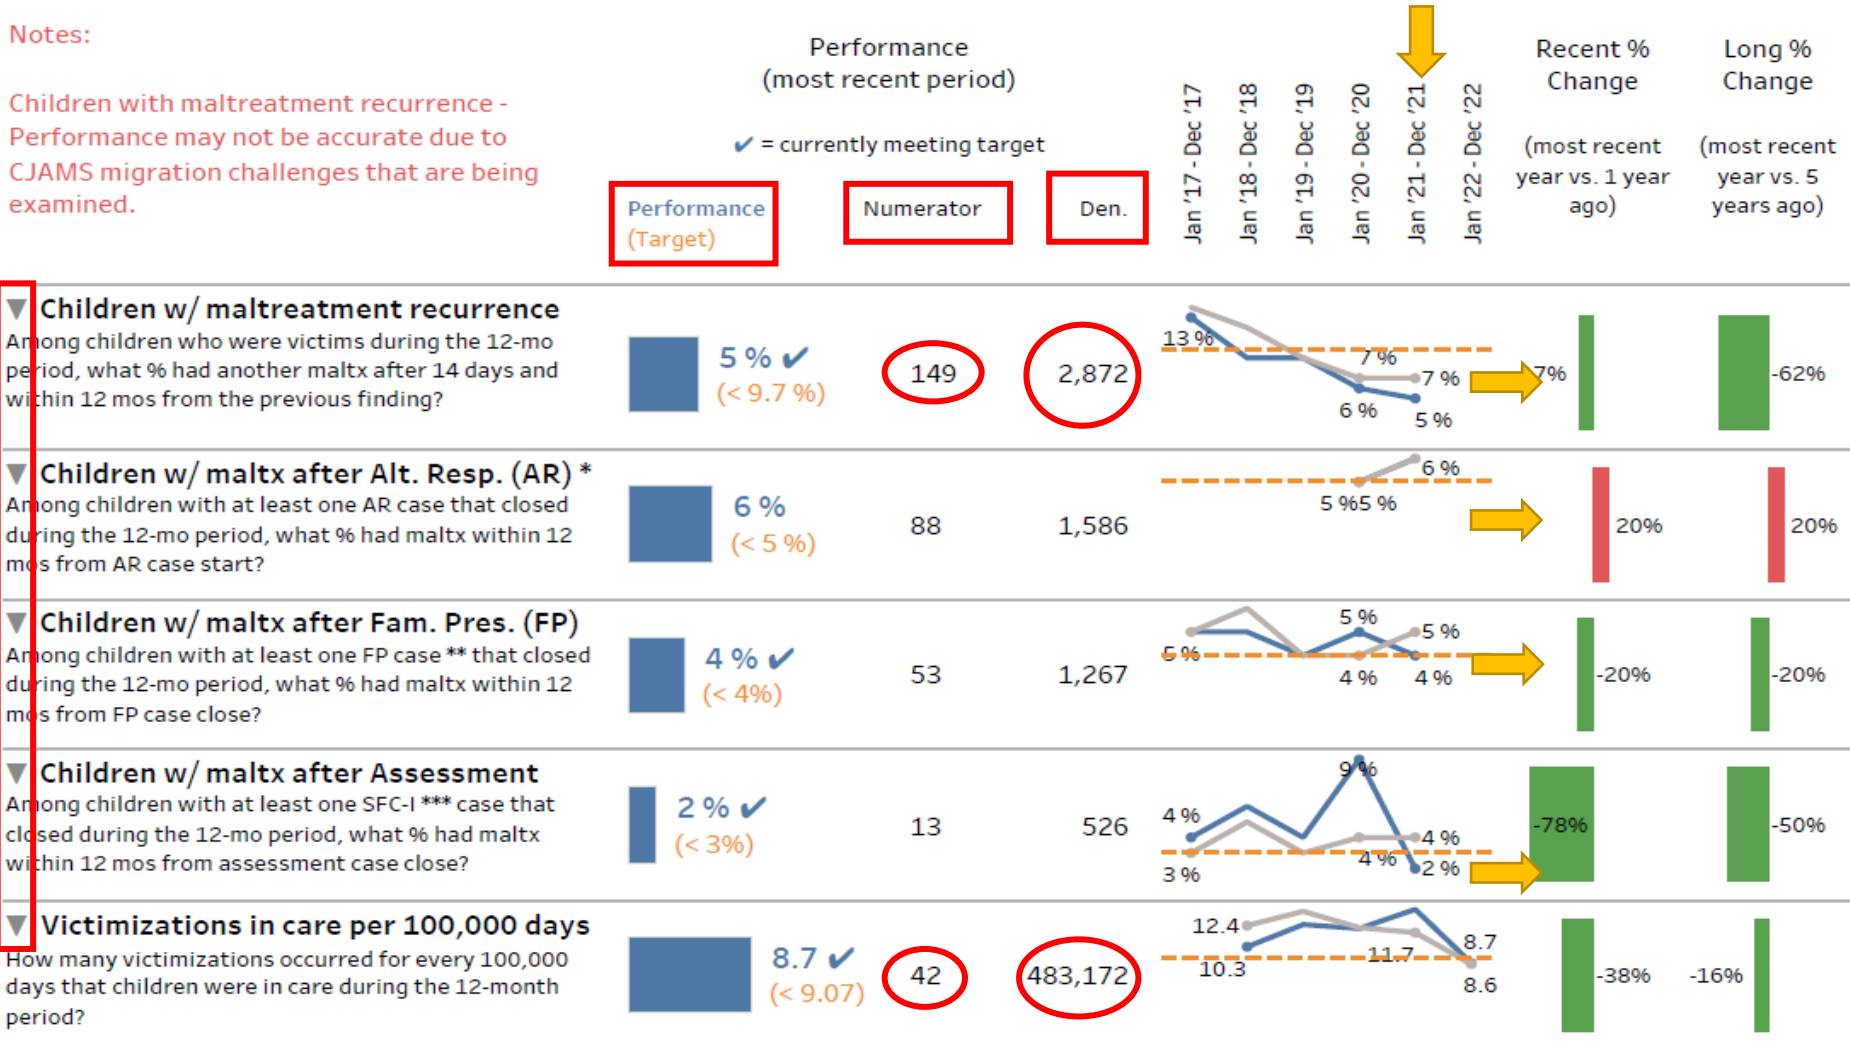 Notes:
Children with maltreatment recurrence -
Performance may not be accurate due to
CJAMS migration challenges that are being
examined.
Performance
(most recent period)
✔ = currently meeting target
Performance
(Target)
Numerator
Den.
Jan '17 - Dec '17
Jan '18 - Dec '18
Jan '19 - Dec '19
Jan '20 - Dec '20
Jan '21 - Dec '21
Jan '22 - Dec '22
Recent %
Change
(most recent
year vs. 1 year
ago)
Long %
Change
(most recent
year vs. 5
years ago)
▼ Children w/ maltreatment recurrence
Among children who were victims during the 12-mo
period, what % had another maltx after 14 days and
within 12 mos from the previous finding?
5 % ✔
(< 9.7 %)
149
2,872
13 %
7 %
7 %
6 %
5 %
7%
-62%
▼ Children w/ maltx after Alt. Resp. (AR) *
Among children with at least one AR case that closed
during the 12-mo period, what % had maltx within 12
mos from AR case start?
6 %
(< 5 %)
88
1,586
6 %
5 %5 %
20%
20%
▼ Children w/ maltx after Fam. Pres. (FP)
Among children with at least one FP case ** that closed
during the 12-mo period, what % had maltx within 12
mos from FP case close?
4 % ✔
(< 4%)
53
1,267
5 %
5 %
5 %
4 %
4 %
-20%
-20%
▼ Children w/ maltx after Assessment
Among children with at least one SFC-I *** case that
closed during the 12-mo period, what % had maltx
within 12 mos from assessment case close?
2 % ✔
(< 3%)
13
526
9 %
4 %
4 %
4 %
3 %
2 %
-78%
-50%
▼ Victimizations in care per 100,000 days
How many victimizations occurred for every 100,000
days that children were in care during the 12-month
period?
8.7 ✔
(< 9.07)
42
483,172
12.4
10.3
11.7
8.7
8.6
-38%
-16%